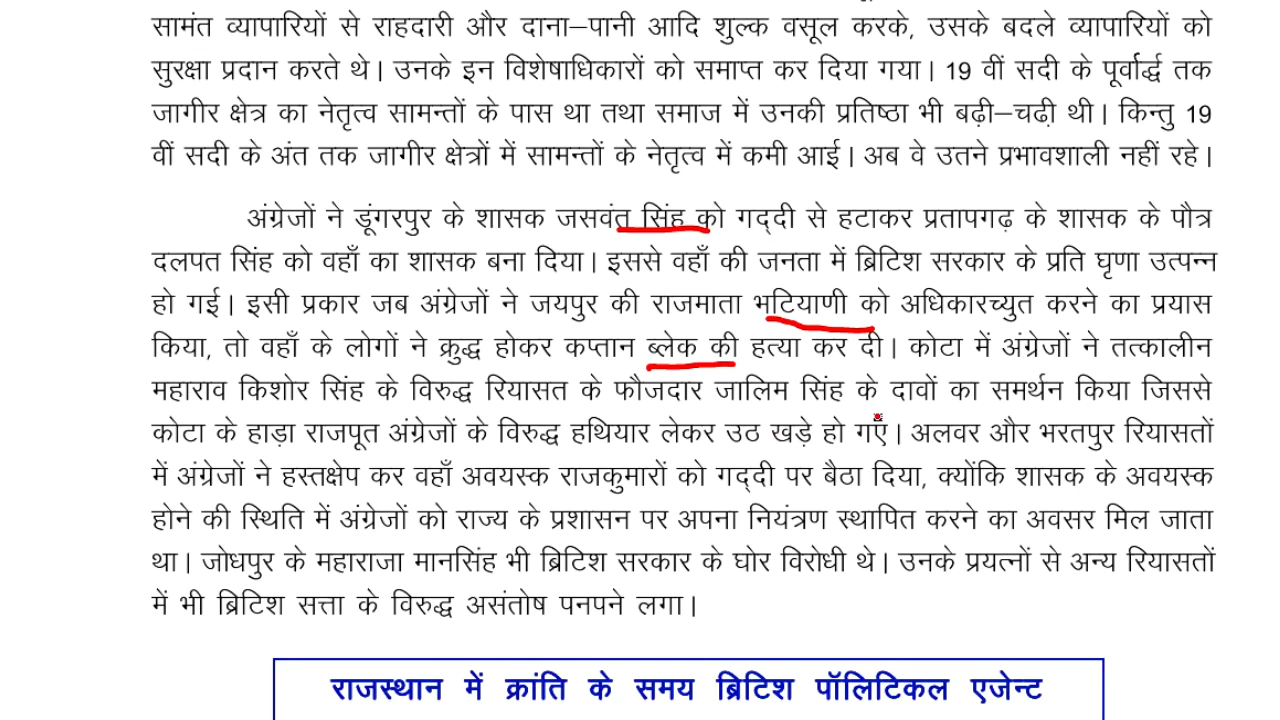 सामंत व्यापारियों से राहदारी और दाना–पानी आदि शुल्क वसूल करके, उसके बदले व्यापारियों को
सुरक्षा प्रदान करते थे। उनके इन विशेषाधिकारों को समाप्त कर दिया गया। 19 वीं सदी के पूर्वार्द्ध तक
जागीर क्षेत्र का नेतृत्व सामन्तों के पास था तथा समाज में उनकी प्रतिष्ठा भी बढ़ी–चढ़ी थी। किन्तु 19
वीं सदी के अंत तक जागीर क्षेत्रों में सामन्तों के नेतृत्व में कमी आई। अब वे उतने प्रभावशाली नहीं रहे।
अंग्रेजों ने डूंगरपुर के शासक जसवंत सिंह को गद्दी से हटाकर प्रतापगढ़ के शासक के पौत्र
दलपत सिंह को वहाँ का शासक बना दिया। इससे वहाँ की जनता में ब्रिटिश सरकार के प्रति घृणा उत्पन्न
हो गई। इसी प्रकार जब अंग्रेजों ने जयपुर की राजमाता भटियाणी को अधिकारच्युत करने का प्रयास
किया, तो वहाँ के लोगों ने क्रुद्ध होकर कप्तान ब्लेक की हत्या कर दी। कोटा में अंग्रेजों ने तत्कालीन
महाराव किशोर सिंह के विरुद्ध रियासत के फौजदार जालिम सिंह के दावों का समर्थन किया जिससे
कोटा के हाड़ा राजपूत अंग्रेजों के विरुद्ध हथियार लेकर उठ खड़े हो गएँ। अलवर और भरतपुर रियासतों
में अंग्रेजों ने हस्तक्षेप कर वहाँ अवयस्क राजकुमारों को गद्दी पर बैठा दिया, क्योंकि शासक के अवयस्क
होने की स्थिति में अंग्रेजों को राज्य के प्रशासन पर अपना नियंत्रण स्थापित करने का अवसर मिल जाता
था। जोधपुर के महाराजा मानसिंह भी ब्रिटिश सरकार के घोर विरोधी थे। उनके प्रयत्नों से अन्य रियासतों
में भी ब्रिटिश सत्ता के विरुद्ध असंतोष पनपने लगा।
राजस्थान में क्रांति के समय ब्रिटिश पॉलिटिकल एजेन्ट